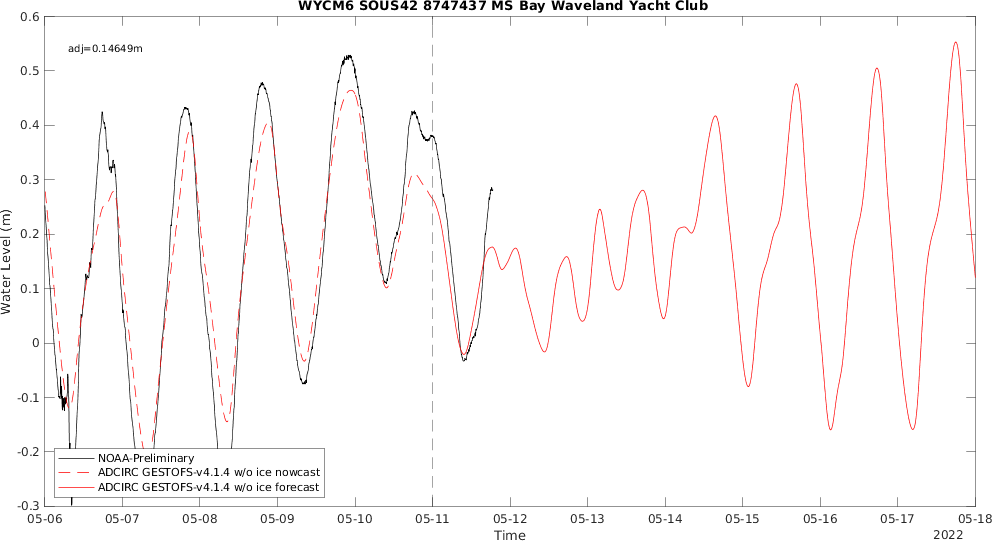 WYCM6 SOUS42 8747437 MS Bay Waveland Yacht Club
adj=0.14649m
0.6
0.5
0.4
0.3
0.2
0.1
0
-0.1
-0.2
-0.3
Water Level (m)
NOAA-Preliminary
ADCIRC GESTOFS-v4.1.4 w/o ice nowcast
ADCIRC GESTOFS-v4.1.4 w/o ice forecast
05-06 05-07 05-08 05-09 05-10 05-11 05-12 05-13 05-14 05-15 05-16 05-17 05-18
Time
2022